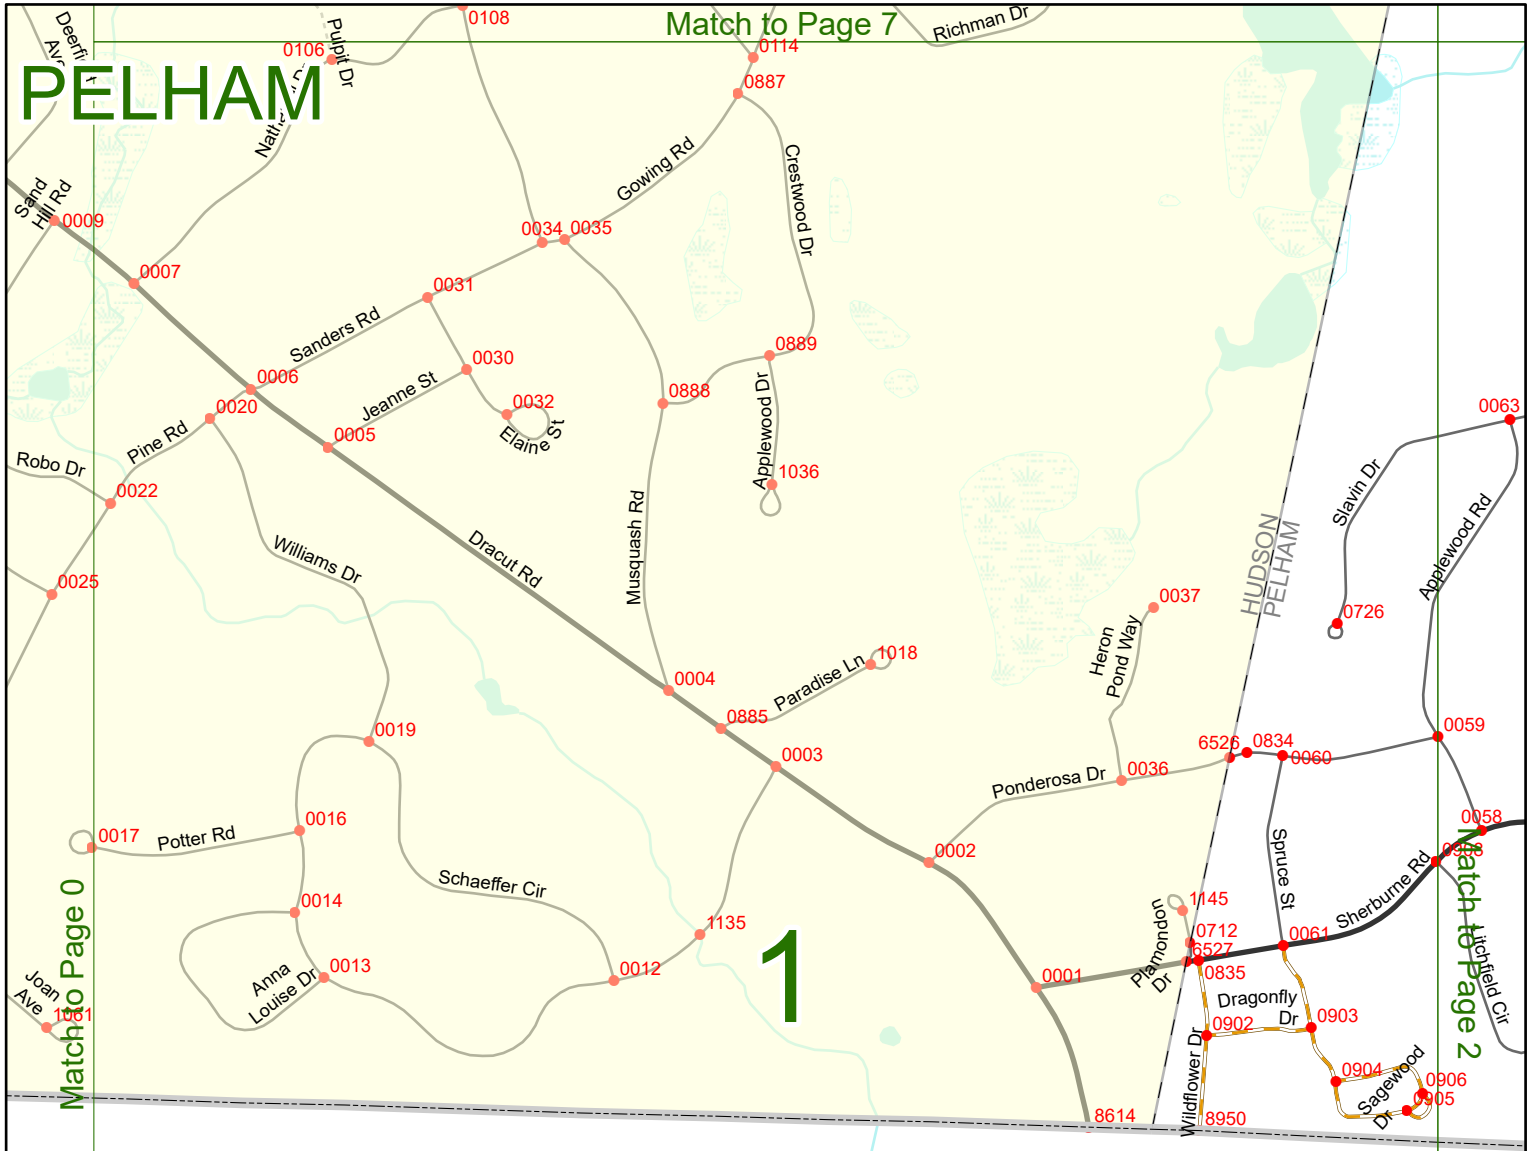 Match to Page 7
PELHAM
Pulpit Dr
0108
0106
0114
0887
Richman Dr
Gowing Rd
Crestwood Dr
Sand
Hill Rd
0009
0007
0034
0035
0031
Sanders Rd
0030
0006
0020
0032
Jeanne St
Elaine St
0005
Pine Rd
Robo Dr
0022
0025
0889
0888
Applewood Dr
1036
Musquash Rd
Dracut Rd
Williams Dr
0063
Slavin Dr
Applewood Rd
HUDSON
PELHAM
0726
0037
Heron
Pond Way
1018
Paradise Ln
0004
0885
0003
0019
6526
0834
0060
0059
0036
Ponderosa Dr
0058
0908
0016
0017
Potter Rd
0002
Schaeffer Cir
Spruce St
Sherburne Rd
Match to Page 0
0014
1135
1
1145
Plamondon
Dr
0712
6527
0835
0061
Match to Page 2
Litchfield Cir
0013
Anna
Louise Dr
0012
0001
Joan
Ave
1061
Dragonfly
Dr
0902
0903
Wildflower Dr
0904
Sagewood
Dr
0906
0905
8614
8950